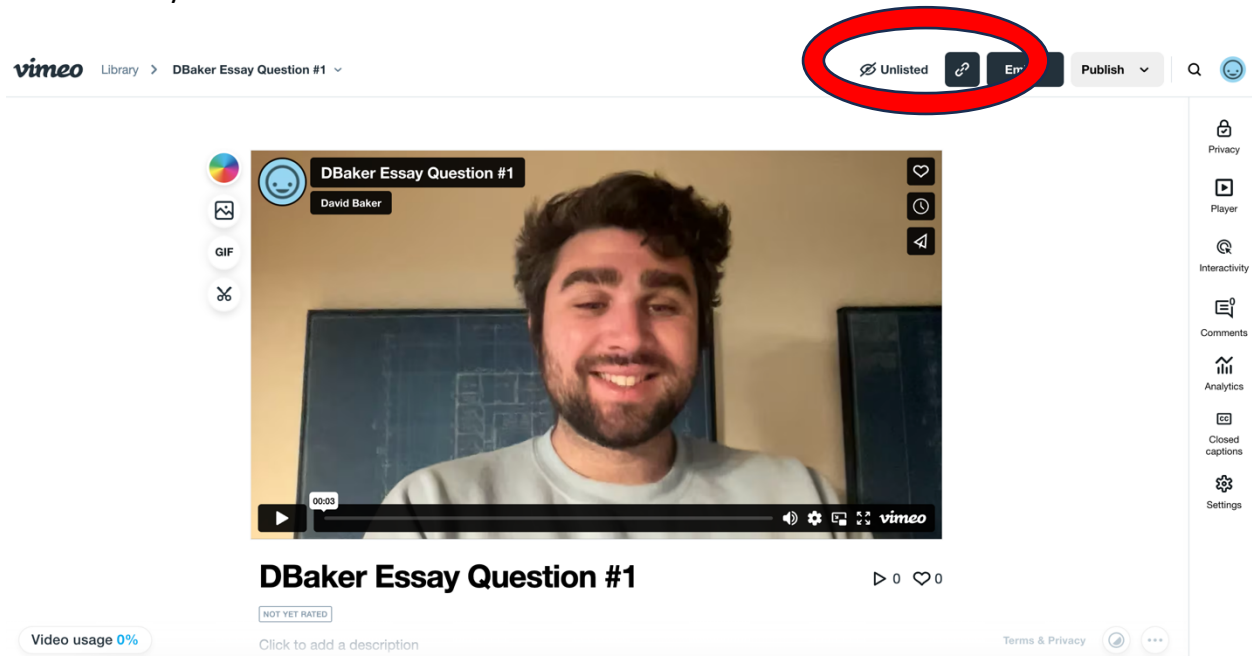 vimeo Library > DBaker Essay Question #1 Unlisted Publish
Privacy
DBaker Essay Question #1
David Baker
Player
GIF
Interactivity
0
Comments
Analytics
CC
Closed
captions
Settings
00:03
vimeo
DBaker Essay Question #1 0 0
NOT YET RATED
Video usage 0%
Click to add a description
Terms & Privacy